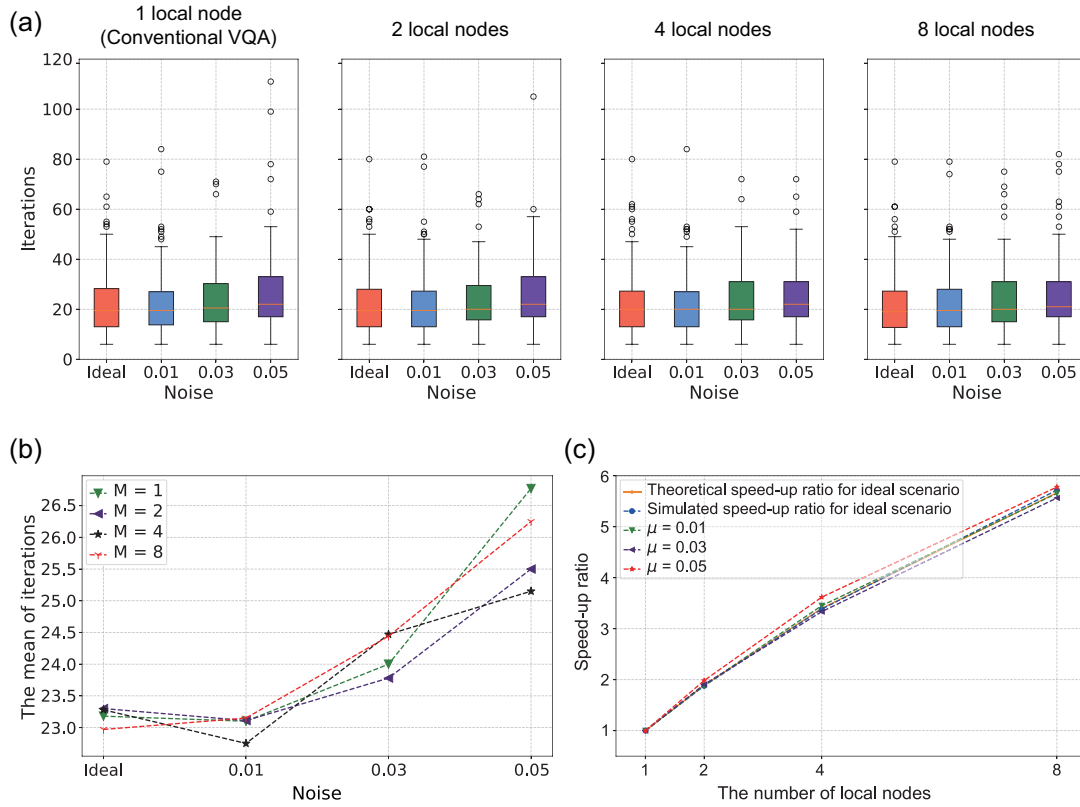 (a)
1 local node
(Conventional VQA)
2 local nodes
4 local nodes
8 local nodes
120
100
80
60
40
20
0
Iterations
Ideal 0.01 0.03 0.05
Noise
Ideal 0.01 0.03 0.05
Noise
Ideal 0.01 0.03 0.05
Noise
Ideal 0.01 0.03 0.05
Noise
(b)
M = 1
M = 2
M = 4
M = 8
26.5
26.0
25.5
25.0
24.5
24.0
23.5
23.0
The mean of iterations
Ideal 0.01 0.03 0.05
Noise
(c)
Theoretical speed-up ratio for ideal scenario
Simulated speed-up ratio for ideal scenario
μ = 0.01
μ = 0.03
μ = 0.05
6
5
4
3
2
1
Speed-up ratio
1 2 4 8
The number of local nodes